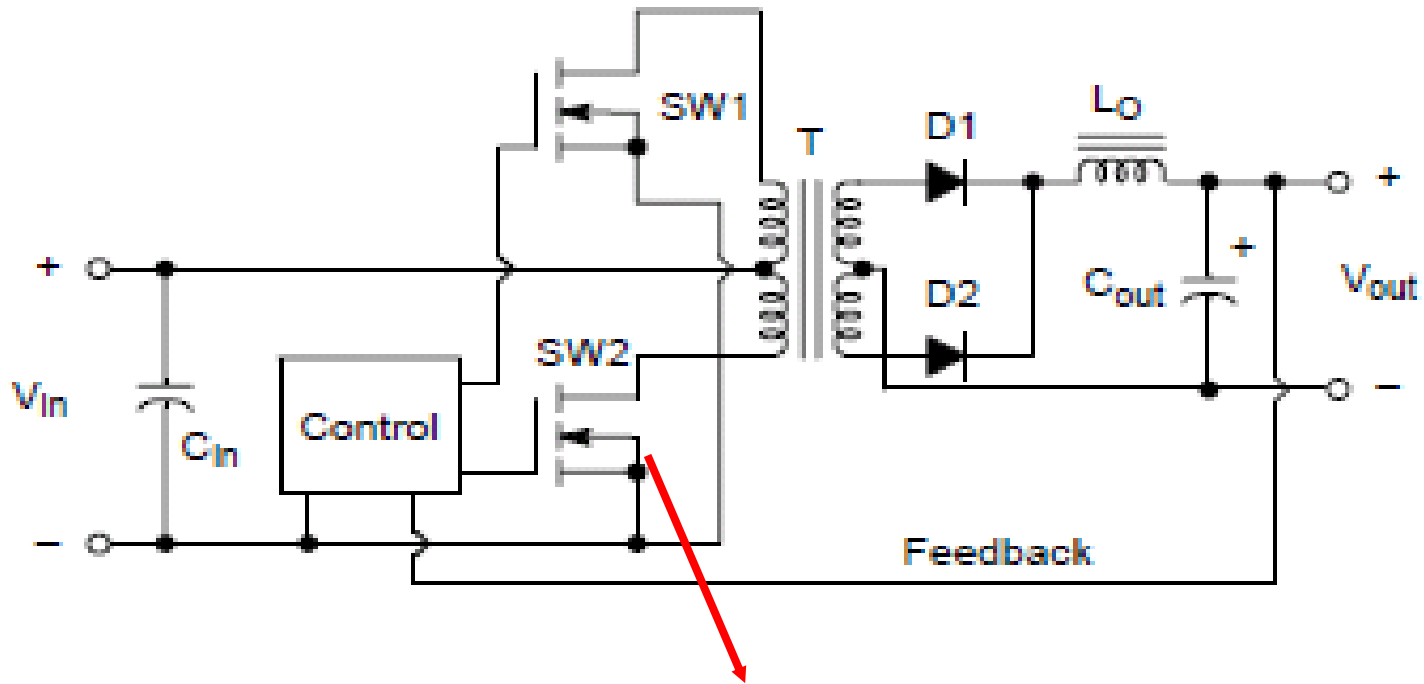 SW1
T
D1
LO
+
+
+
Vin
Cin
Control
SW2
D2
Cout
Vout
−
−
Feedback